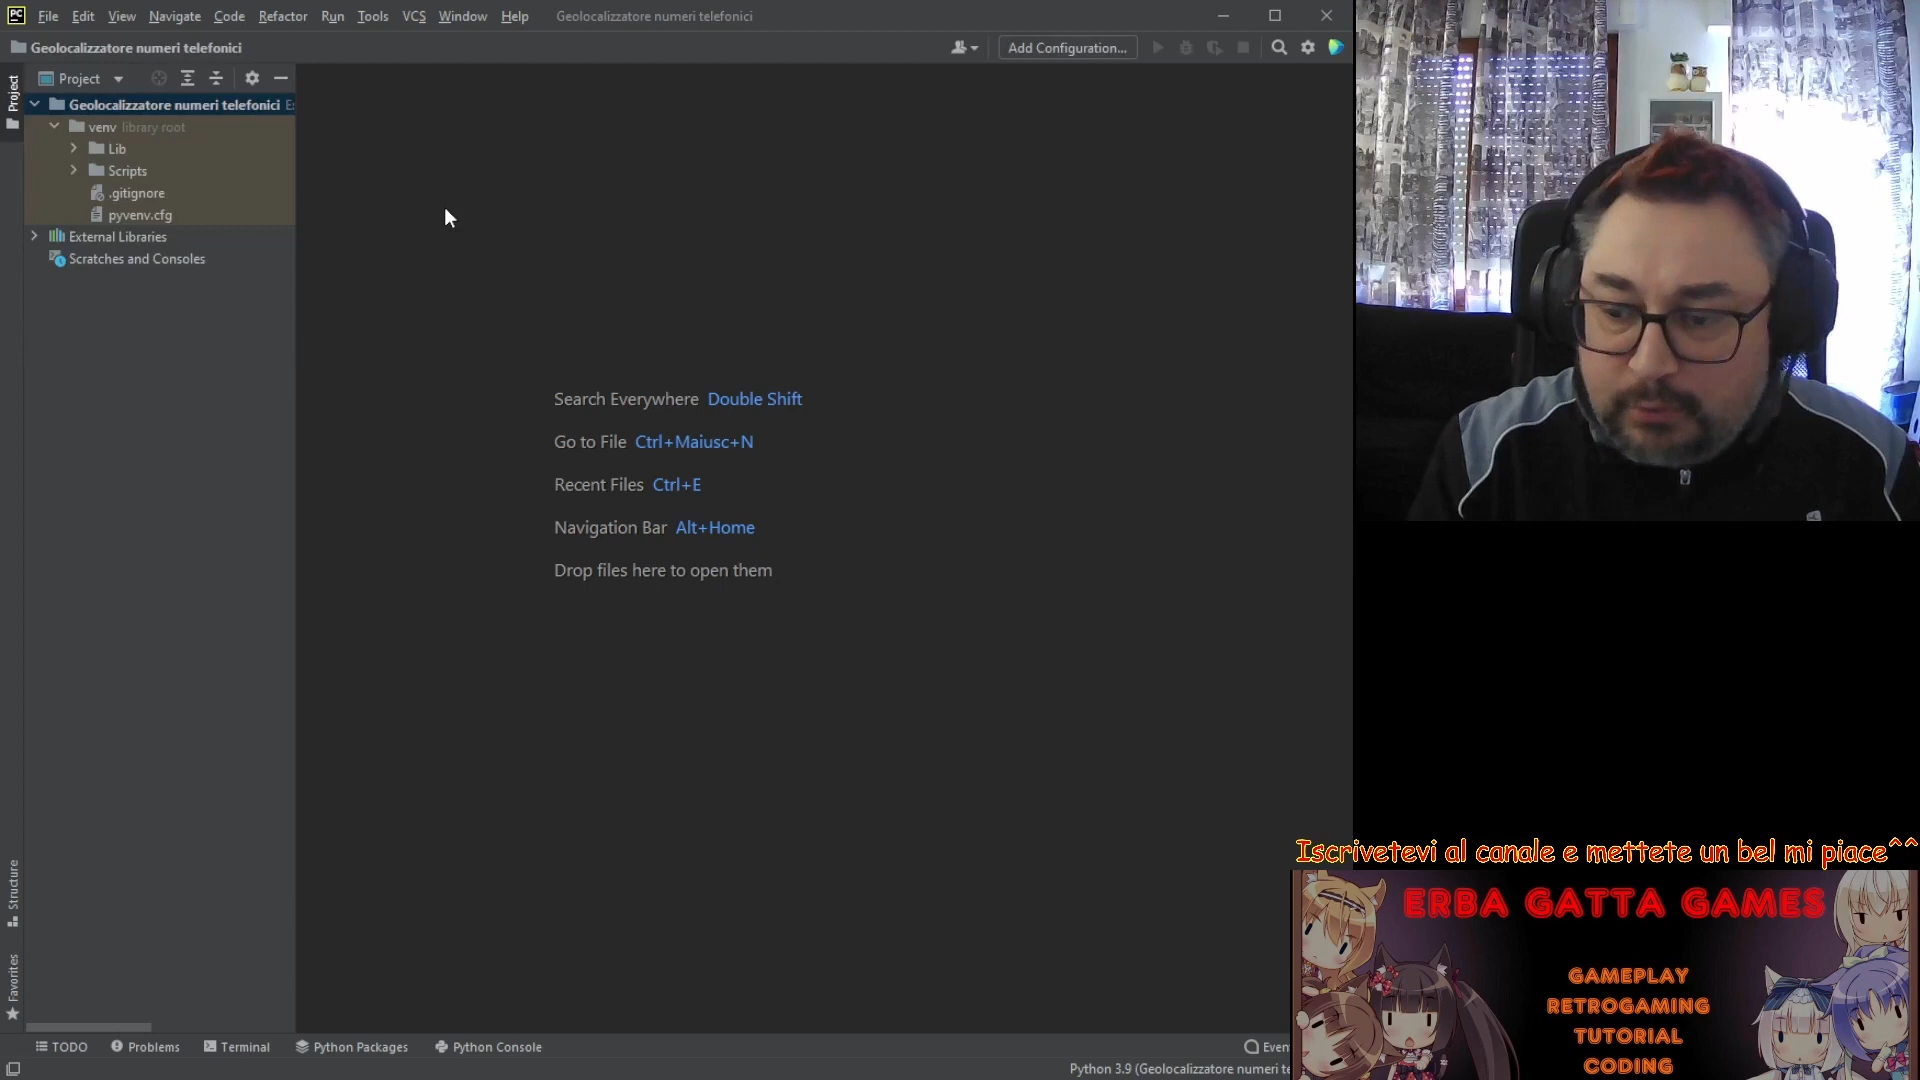 PC File Edit View Navigate Code Refactor Run Tools VCS Window Help Geolocalizzatore numeri telefonici
Geolocalizzatore numeri telefonici
Add Configuration...
Project
Project
Geolocalizzatore numeri telefonici
venv library root
Lib
Scripts
.gitignore
pyvenv.cfg
External Libraries
Scratches and Consoles
Search Everywhere Double Shift
Go to File Ctrl+Maiusc+N
Recent Files Ctrl+E
Navigation Bar Alt+Home
Drop files here to open them
Structure
Favorites
Iscrivetevi al canale e mettete un bel mi piace^^
ERBA GATTA GAMES
GAMEPLAY
RETROGAMING
TUTORIAL
CODING
TODO Problems Terminal Python Packages Python Console
Python 3.9 (Geolocalizzatore numeri